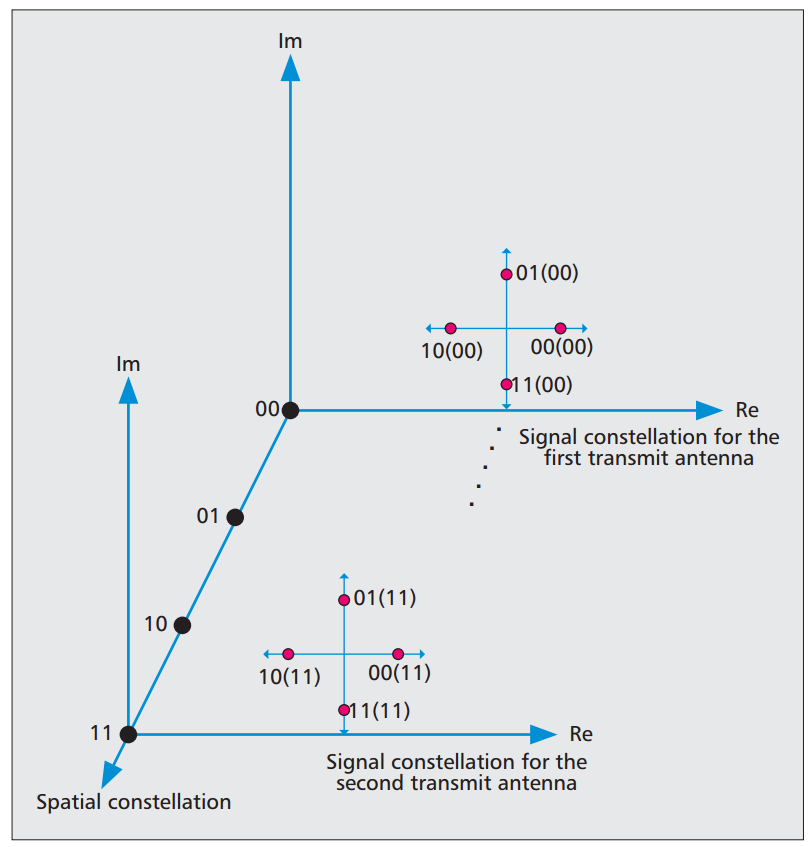 Im
01(00)
10(00)
00(00)
11(00)
00
Re
Signal constellation for the
first transmit antenna
Im
01
10
01(11)
10(11)
00(11)
11(11)
11
Re
Signal constellation for the
second transmit antenna
Spatial constellation